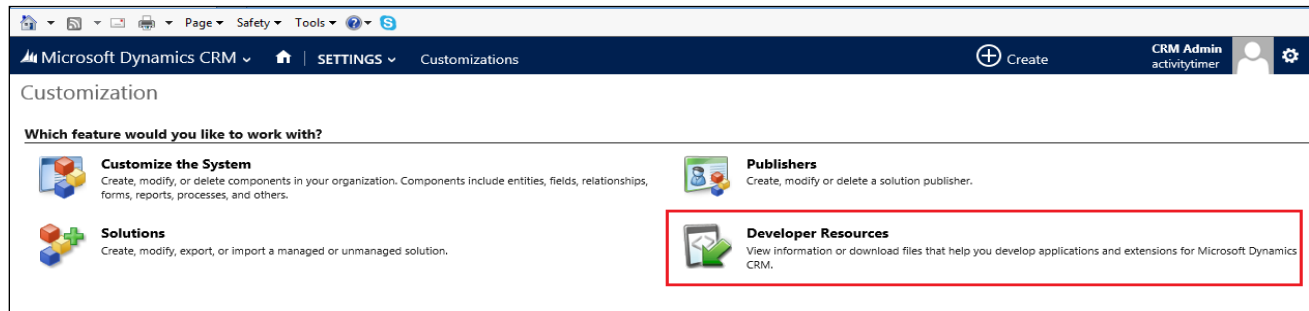 Page Safety Tools
Microsoft Dynamics CRM SETTINGS Customizations Create CRM Admin
activitytimer
Customization
Which feature would you like to work with?
Customize the System
Create, modify, or delete components in your organization. Components include entities, fields, relationships,
forms, reports, processes, and others.
Publishers
Create, modify or delete a solution publisher.
Solutions
Create, modify, export, or import a managed or unmanaged solution.
Developer Resources
View information or download files that help you develop applications and extensions for Microsoft Dynamics
CRM.